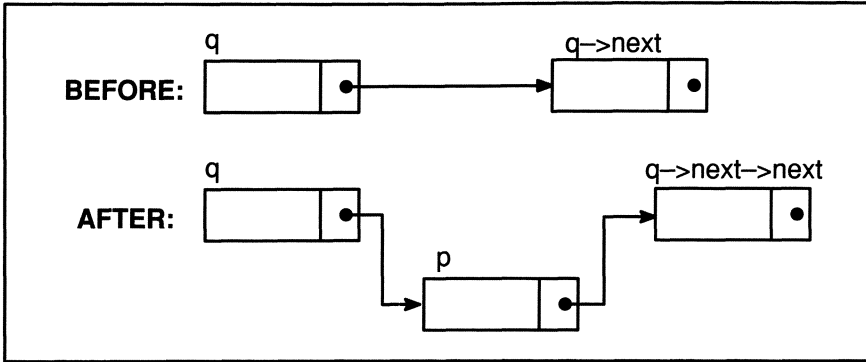 q
q–>next
BEFORE:
q
q–>next–>next
AFTER:
p